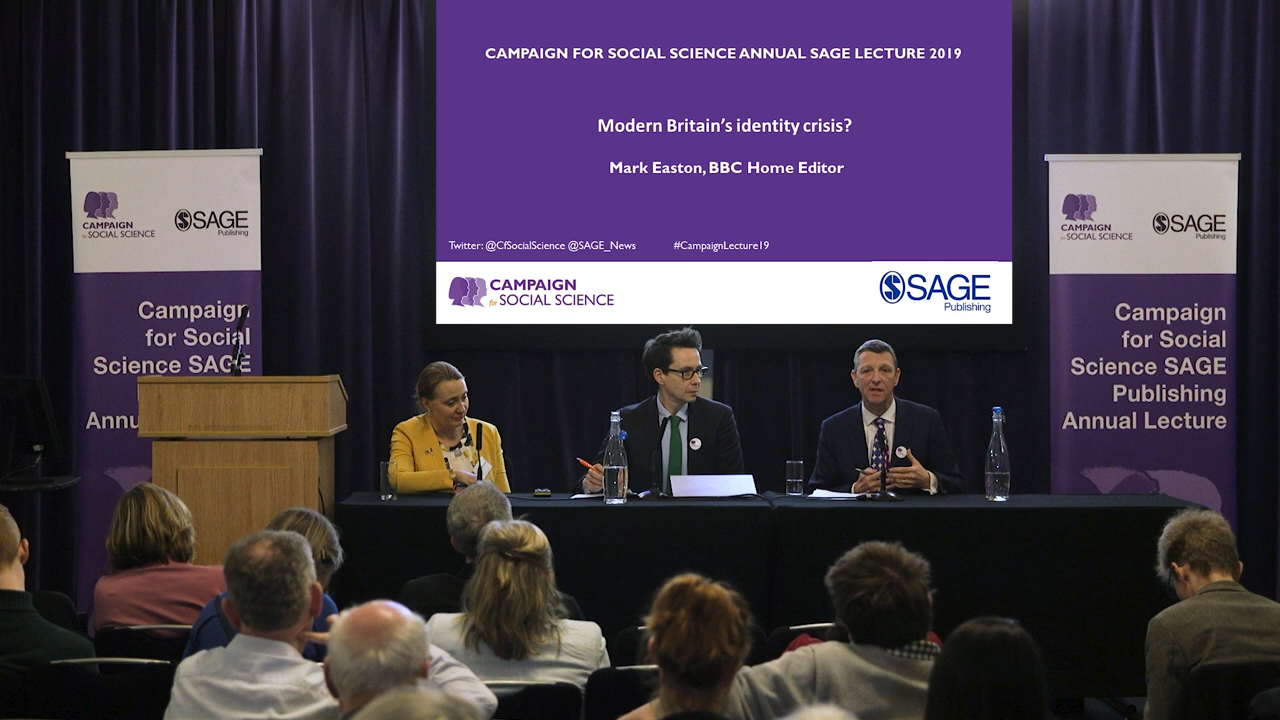 CAMPAIGN FOR SOCIAL SCIENCE ANNUAL SAGE LECTURE 2019
Modern Britain's identity crisis?
Mark Easton, BBC Home Editor
Twitter: @CfSocialScience @SAGE_News #CampaignLecture19
CAMPAIGN
for SOCIAL SCIENCE
SAGE
Publishing
CAMPAIGN
for SOCIAL SCIENCE
SAGE
Publishing
Campaign
for Social
Science SAGE
Annu
CAMPAIGN
for SOCIAL SCIENCE
SAGE
Publishing
Campaign
for Social
Science SAGE
Publishing
Annual Lecture